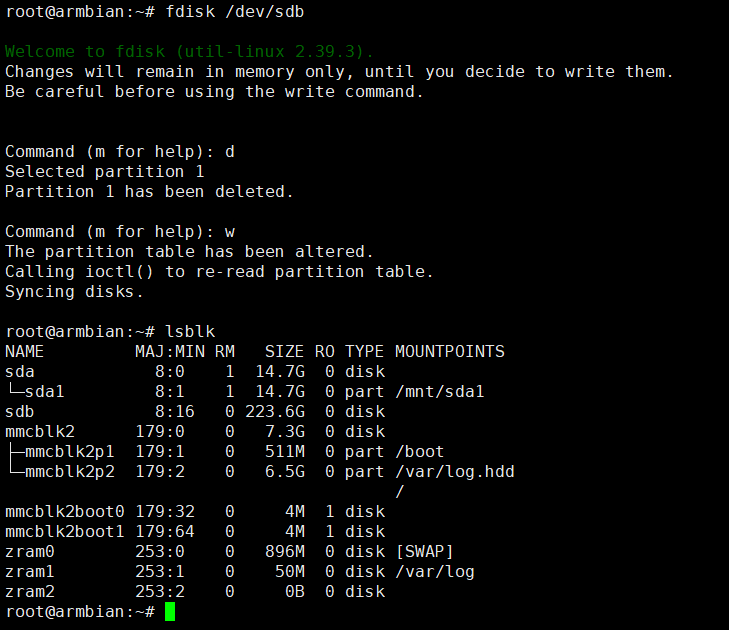 root@armbian:~# fdisk /dev/sdb
Welcome to fdisk (util-linux 2.39.3).
Changes will remain in memory only, until you decide to write them.
Be careful before using the write command.
Command (m for help): d
Selected partition 1
Partition 1 has been deleted.
Command (m for help): w
The partition table has been altered.
Calling ioctl() to re-read partition table.
Syncing disks.
root@armbian:~# lsblk
NAME         MAJ:MIN RM   SIZE RO TYPE MOUNTPOINTS
sda            8:0    1  14.7G  0 disk
└─sda1         8:1    1  14.7G  0 part /mnt/sda1
sdb            8:16   0 223.6G  0 disk
mmcblk2      179:0    0   7.3G  0 disk
├─mmcblk2p1  179:1    0   511M  0 part /boot
└─mmcblk2p2  179:2    0   6.5G  0 part /var/log.hdd
                                       /
mmcblk2boot0 179:32   0     4M  1 disk
mmcblk2boot1 179:64   0     4M  1 disk
zram0        253:0    0   896M  0 disk [SWAP]
zram1        253:1    0    50M  0 disk /var/log
zram2        253:2    0     0B  0 disk
root@armbian:~#